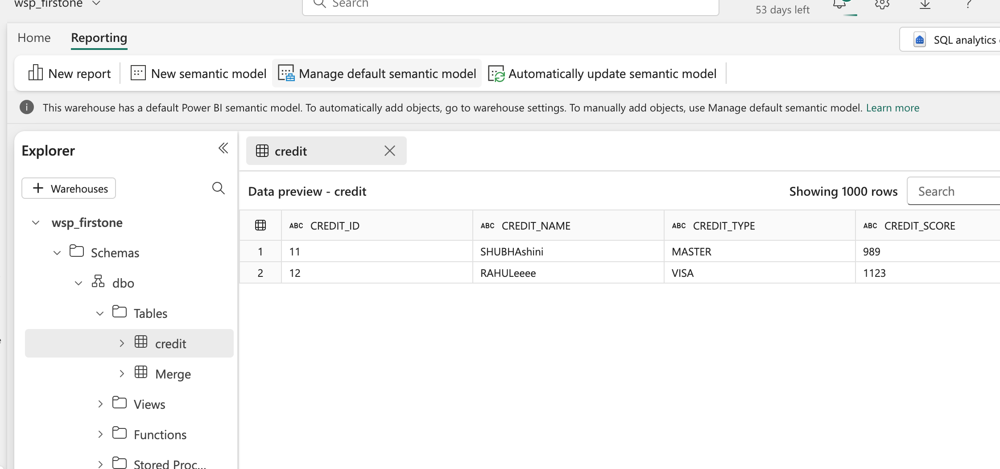 wsp_firstone
Search
53 days left
?
Home Reporting
SQL analytics
New report New semantic model Manage default semantic model Automatically update semantic model
This warehouse has a default Power BI semantic model. To automatically add objects, go to warehouse settings. To manually add objects, use Manage default semantic model. Learn more
Explorer
+ Warehouses
wsp_firstone
Schemas
dbo
Tables
credit
Merge
Views
Functions
Stored Proc...
credit
Data preview - credit Showing 1000 rows Search
ABC CREDIT_ID ABC CREDIT_NAME ABC CREDIT_TYPE ABC CREDIT_SCORE
1 11 SHUBHAshini MASTER 989
2 12 RAHULeeee VISA 1123